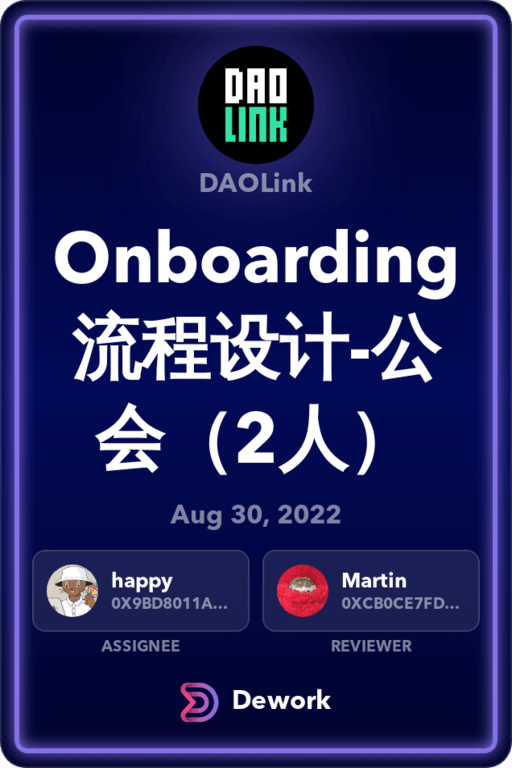 DAO
LINK
DAOLink
Onboarding
流程设计-公
会（2人）
Aug 30, 2022
happy
0X9BD8011A...
Martin
0XCB0CE7FD...
ASSIGNEE
REVIEWER
Dework